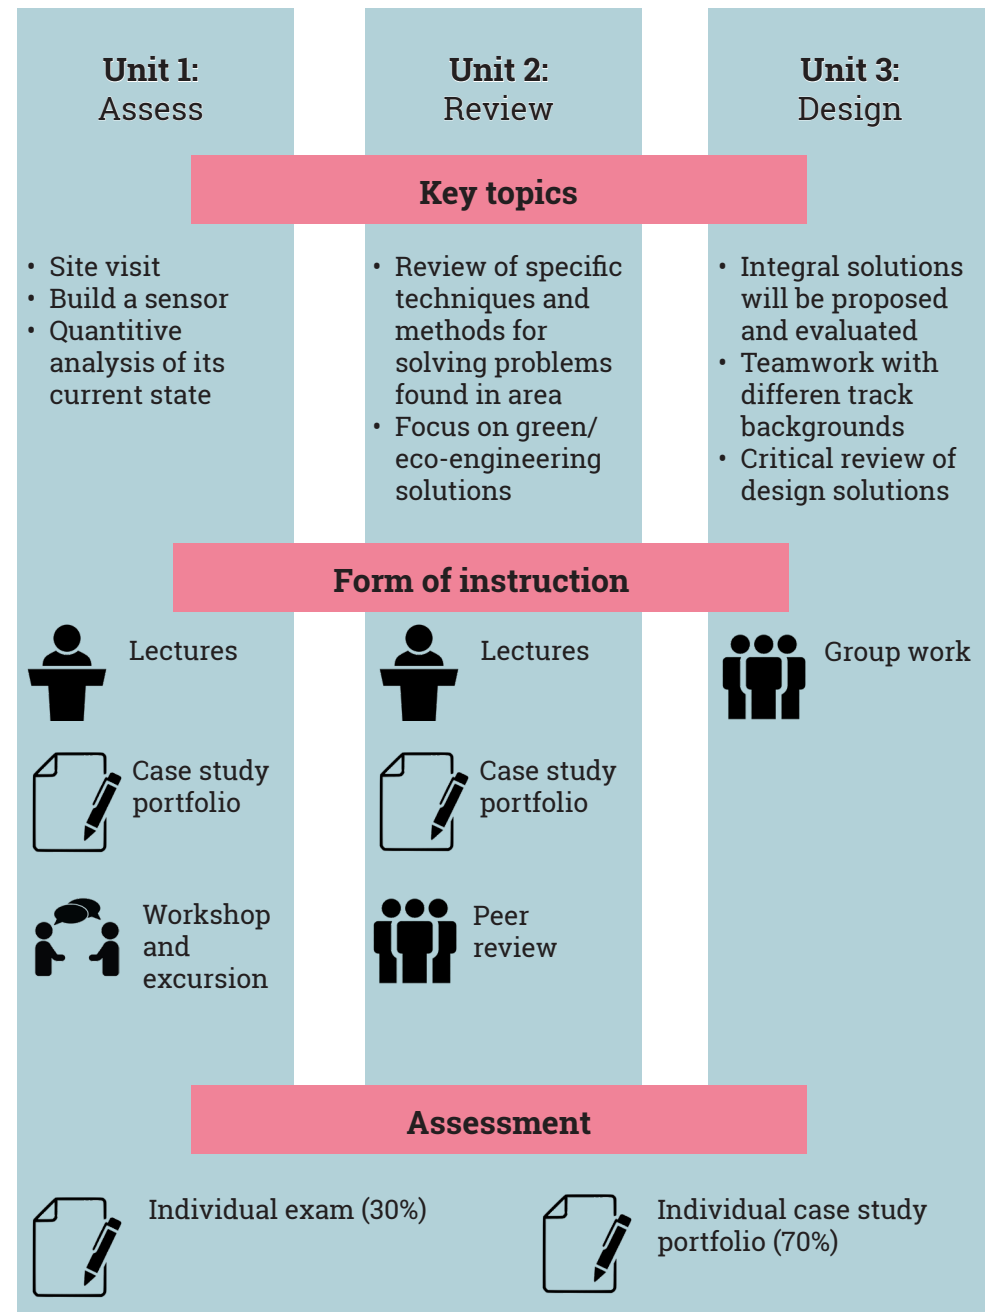 Unit 1:
Assess
Unit 2:
Review
Unit 3:
Design
Key topics
• Site visit
• Build a sensor
• Quantitive
analysis of its
current state
• Review of specific
techniques and
methods for
solving problems
found in area
• Focus on green/
eco-engineering
solutions
• Integral solutions
will be proposed
and evaluated
• Teamwork with
differen track
backgrounds
• Critical review of
design solutions
Form of instruction
Lectures
Case study
portfolio
Workshop
and
excursion
Lectures
Case study
portfolio
Peer
review
Group work
Assessment
Individual exam (30%)
Individual case study
portfolio (70%)